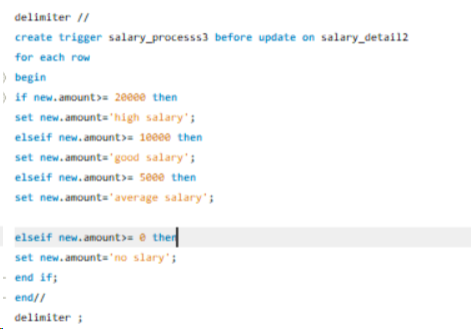 delimiter //
create trigger salary_processs3 before update on salary_detail2
for each row
begin
if new.amount>= 20000 then
set new.amount='high salary';
elseif new.amount>= 10000 then
set new.amount='good salary';
elseif new.amount>= 5000 then
set new.amount='average salary';
elseif new.amount>= 0 then
set new.amount='no slary';
end if;
end//
delimiter ;